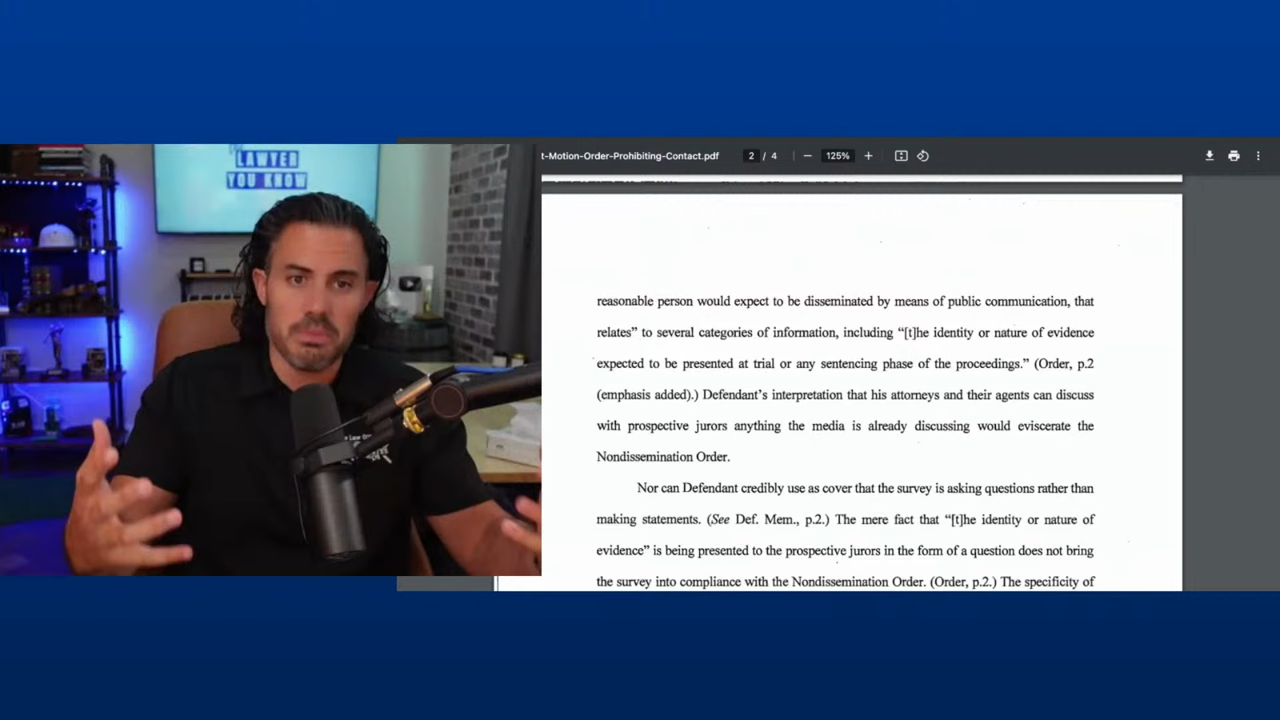 LAWYER
YOU KNOW
t-Motion-Order-Prohibiting-Contact.pdf
2 / 4
125%
reasonable person would expect to be disseminated by means of public communication, that
relates” to several categories of information, including “[t]he identity or nature of evidence
expected to be presented at trial or any sentencing phase of the proceedings.” (Order, p.2
(emphasis added).) Defendant’s interpretation that his attorneys and their agents can discuss
with prospective jurors anything the media is already discussing would eviscerate the
Nondissemination Order.
Nor can Defendant credibly use as cover that the survey is asking questions rather than
making statements. (See Def. Mem., p.2.) The mere fact that “[t]he identity or nature of
evidence” is being presented to the prospective jurors in the form of a question does not bring
the survey into compliance with the Nondissemination Order. (Order, p.2.) The specificity of